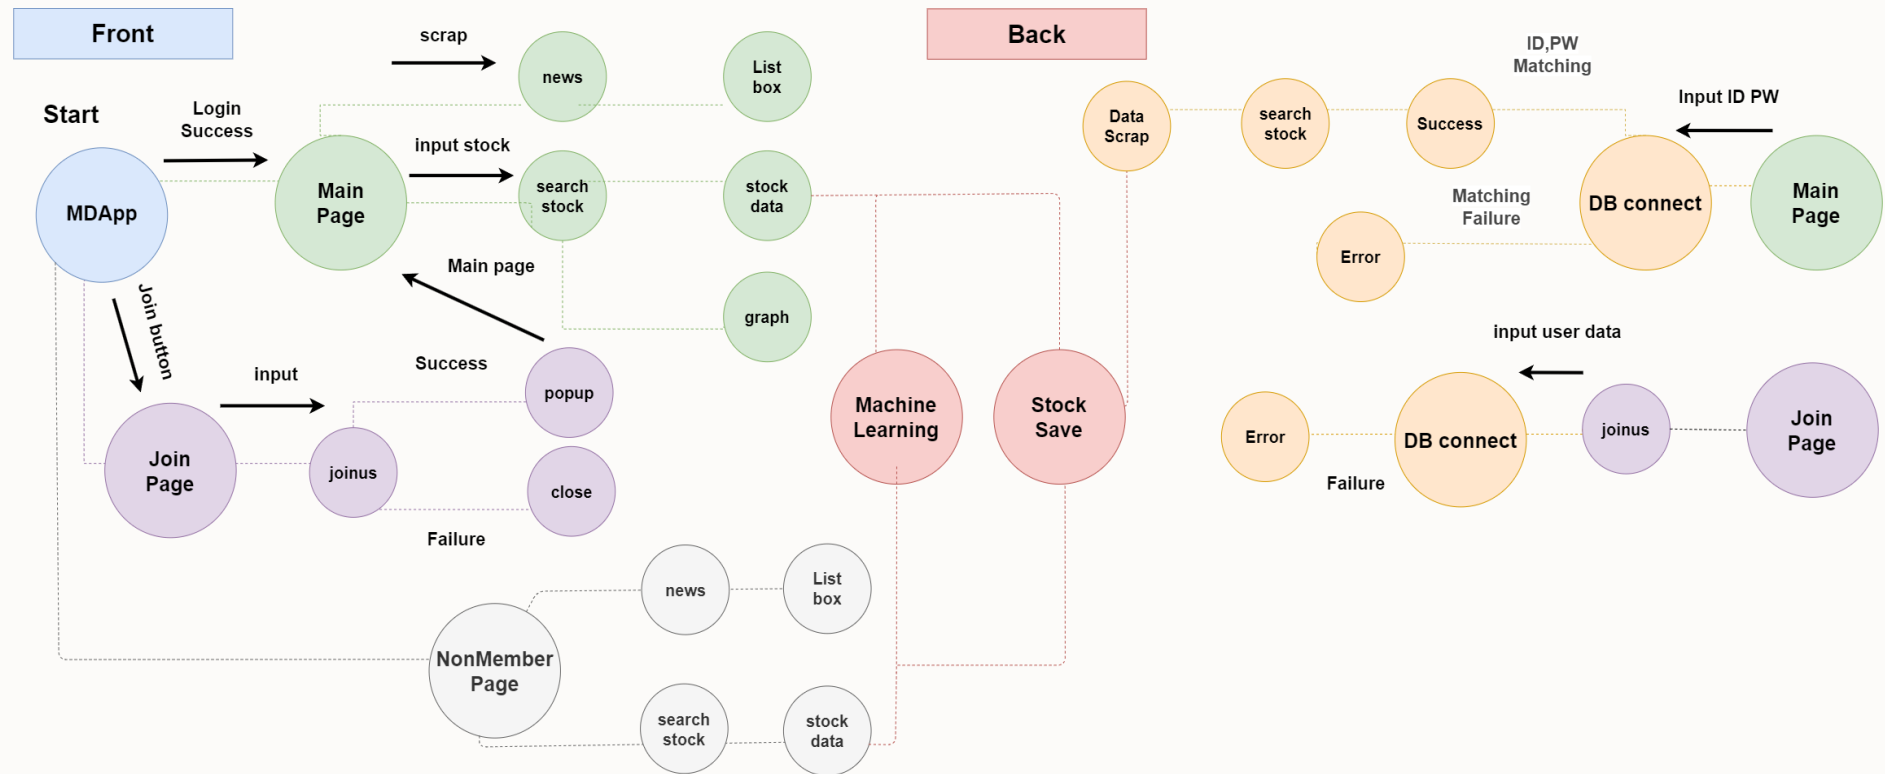 Front
Back
Start
Login
Success
scrap
news
List
box
MDApp
Main
Page
input stock
search
stock
stock
data
Main page
graph
Join button
Join
Page
input
joinus
Success
popup
close
Failure
NonMember
Page
news
List
box
search
stock
stock
data
Machine
Learning
Stock
Save
Data
Scrap
search
stock
Success
ID,PW
Matching
Input ID PW
Matching
Failure
Error
DB connect
Main
Page
input user data
Error
Failure
DB connect
joinus
Join
Page